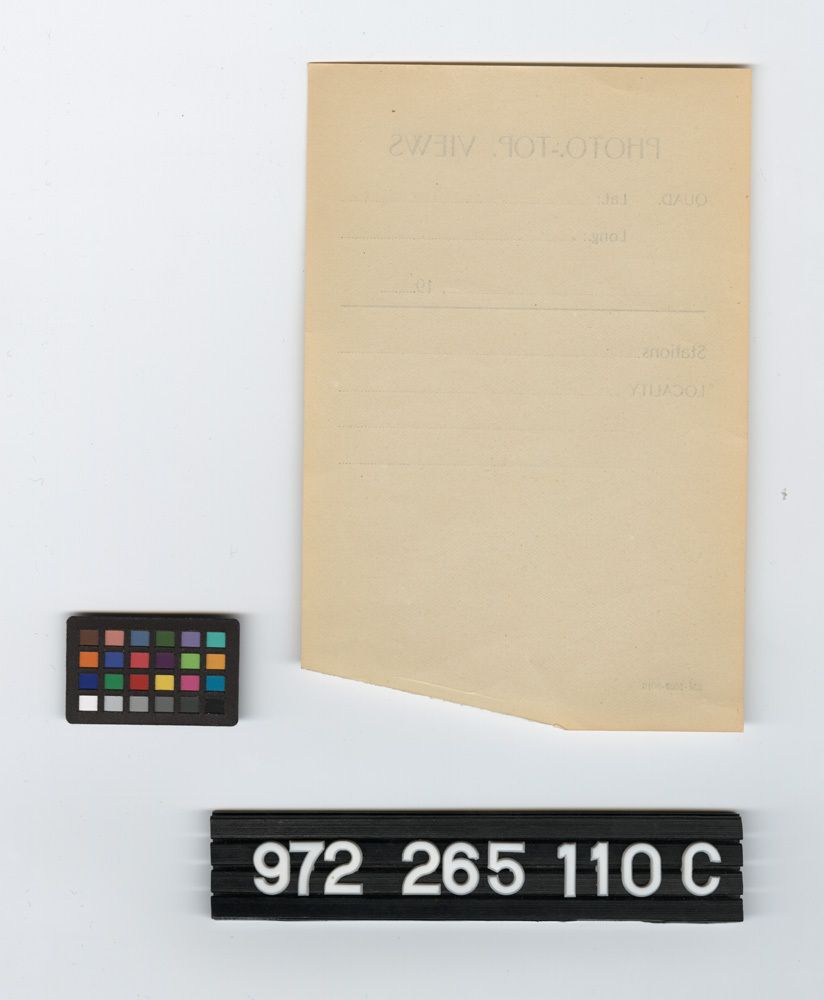 PHOTO.-TOP. VIEWS
QUAD. Lat.:
Long.:
19
Stations
LOCALITY
972 265 110 C